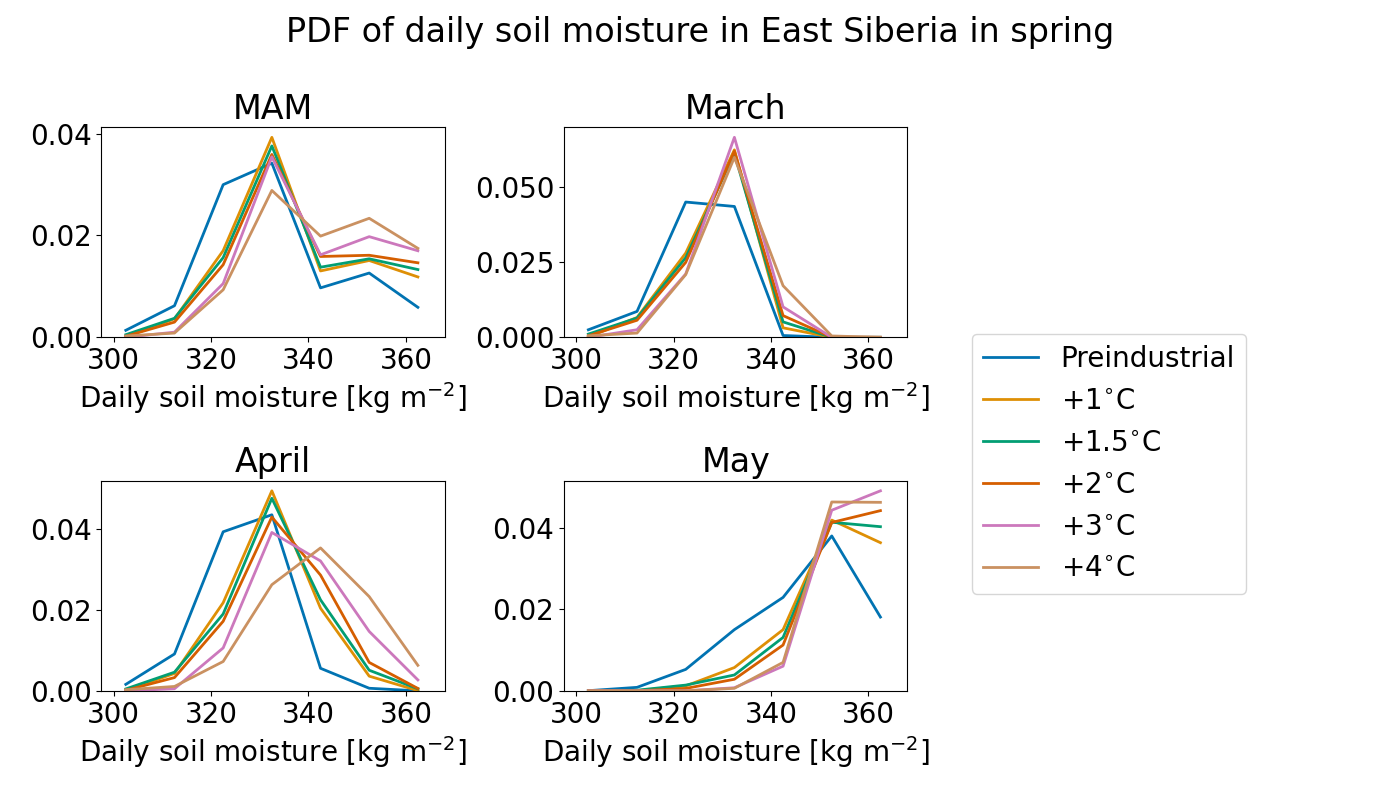 PDF of daily soil moisture in East Siberia in spring
MAM
0.04
0.02
0.00
300 320 340 360
Daily soil moisture [kg m⁻²]
March
0.050
0.025
0.000
300 320 340 360
Daily soil moisture [kg m⁻²]
April
0.04
0.02
0.00
300 320 340 360
Daily soil moisture [kg m⁻²]
May
0.04
0.02
0.00
300 320 340 360
Daily soil moisture [kg m⁻²]
Preindustrial
+1°C
+1.5°C
+2°C
+3°C
+4°C